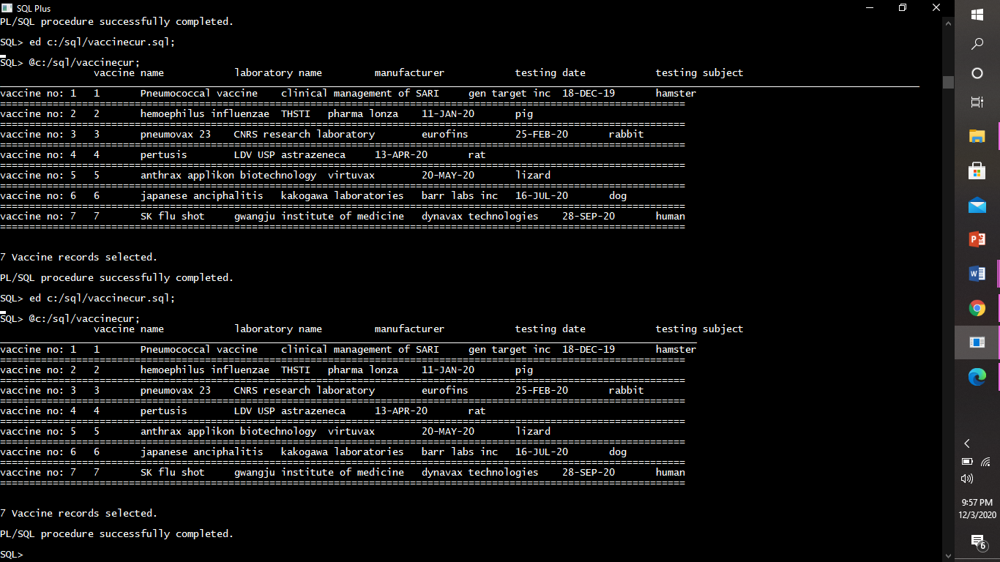 SQL Plus
PL/SQL procedure successfully completed.
SQL> ed c:/sql/vaccinecur.sql;
SQL> @c:/sql/vaccinecur;
vaccine name laboratory name manufacturer testing date testing subject
vaccine no: 1 1 Pneumococcal vaccine clinical management of SARI gen target inc 18-DEC-19 hamster
=====================================================================================================================
vaccine no: 2 2 hemoephilus influenzae THSTI pharma lonza 11-JAN-20 pig
=====================================================================================================================
vaccine no: 3 3 pneumovax 23 CNRS research laboratory eurofins 25-FEB-20 rabbit
=====================================================================================================================
vaccine no: 4 4 pertusis LDV USP astrazeneca 13-APR-20 rat
=====================================================================================================================
vaccine no: 5 5 anthrax applikon biotechnology virtuvax 20-MAY-20 lizard
=====================================================================================================================
vaccine no: 6 6 japanese anciphalitis kakogawa laboratories barr labs inc 16-JUL-20 dog
=====================================================================================================================
vaccine no: 7 7 SK flu shot gwangju institute of medicine dynavax technologies 28-SEP-20 human
=====================================================================================================================
7 Vaccine records selected.
PL/SQL procedure successfully completed.
SQL> ed c:/sql/vaccinecur.sql;
SQL> @c:/sql/vaccinecur;
vaccine name laboratory name manufacturer testing date testing subject
vaccine no: 1 1 Pneumococcal vaccine clinical management of SARI gen target inc 18-DEC-19 hamster
=====================================================================================================================
vaccine no: 2 2 hemoephilus influenzae THSTI pharma lonza 11-JAN-20 pig
=====================================================================================================================
vaccine no: 3 3 pneumovax 23 CNRS research laboratory eurofins 25-FEB-20 rabbit
=====================================================================================================================
vaccine no: 4 4 pertusis LDV USP astrazeneca 13-APR-20 rat
=====================================================================================================================
vaccine no: 5 5 anthrax applikon biotechnology virtuvax 20-MAY-20 lizard
=====================================================================================================================
vaccine no: 6 6 japanese anciphalitis kakogawa laboratories barr labs inc 16-JUL-20 dog
=====================================================================================================================
vaccine no: 7 7 SK flu shot gwangju institute of medicine dynavax technologies 28-SEP-20 human
=====================================================================================================================
7 Vaccine records selected.
PL/SQL procedure successfully completed.
SQL>
9:57 PM
12/3/2020
6